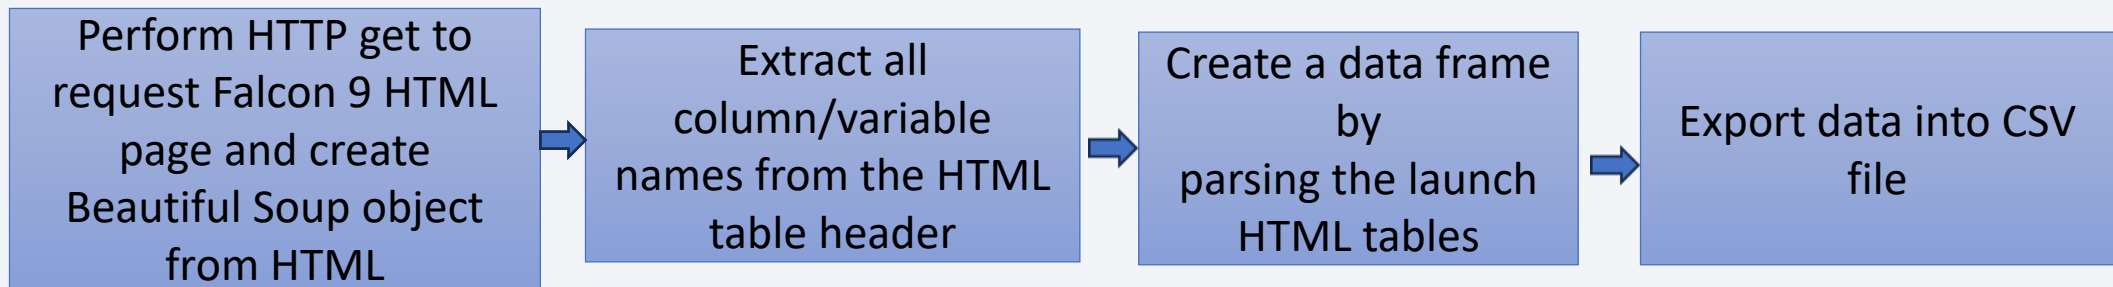 Perform HTTP get to
request Falcon 9 HTML
page and create
Beautiful Soup object
from HTML
Extract all
column/variable
names from the HTML
table header
Create a data frame
by
parsing the launch
HTML tables
Export data into CSV
file